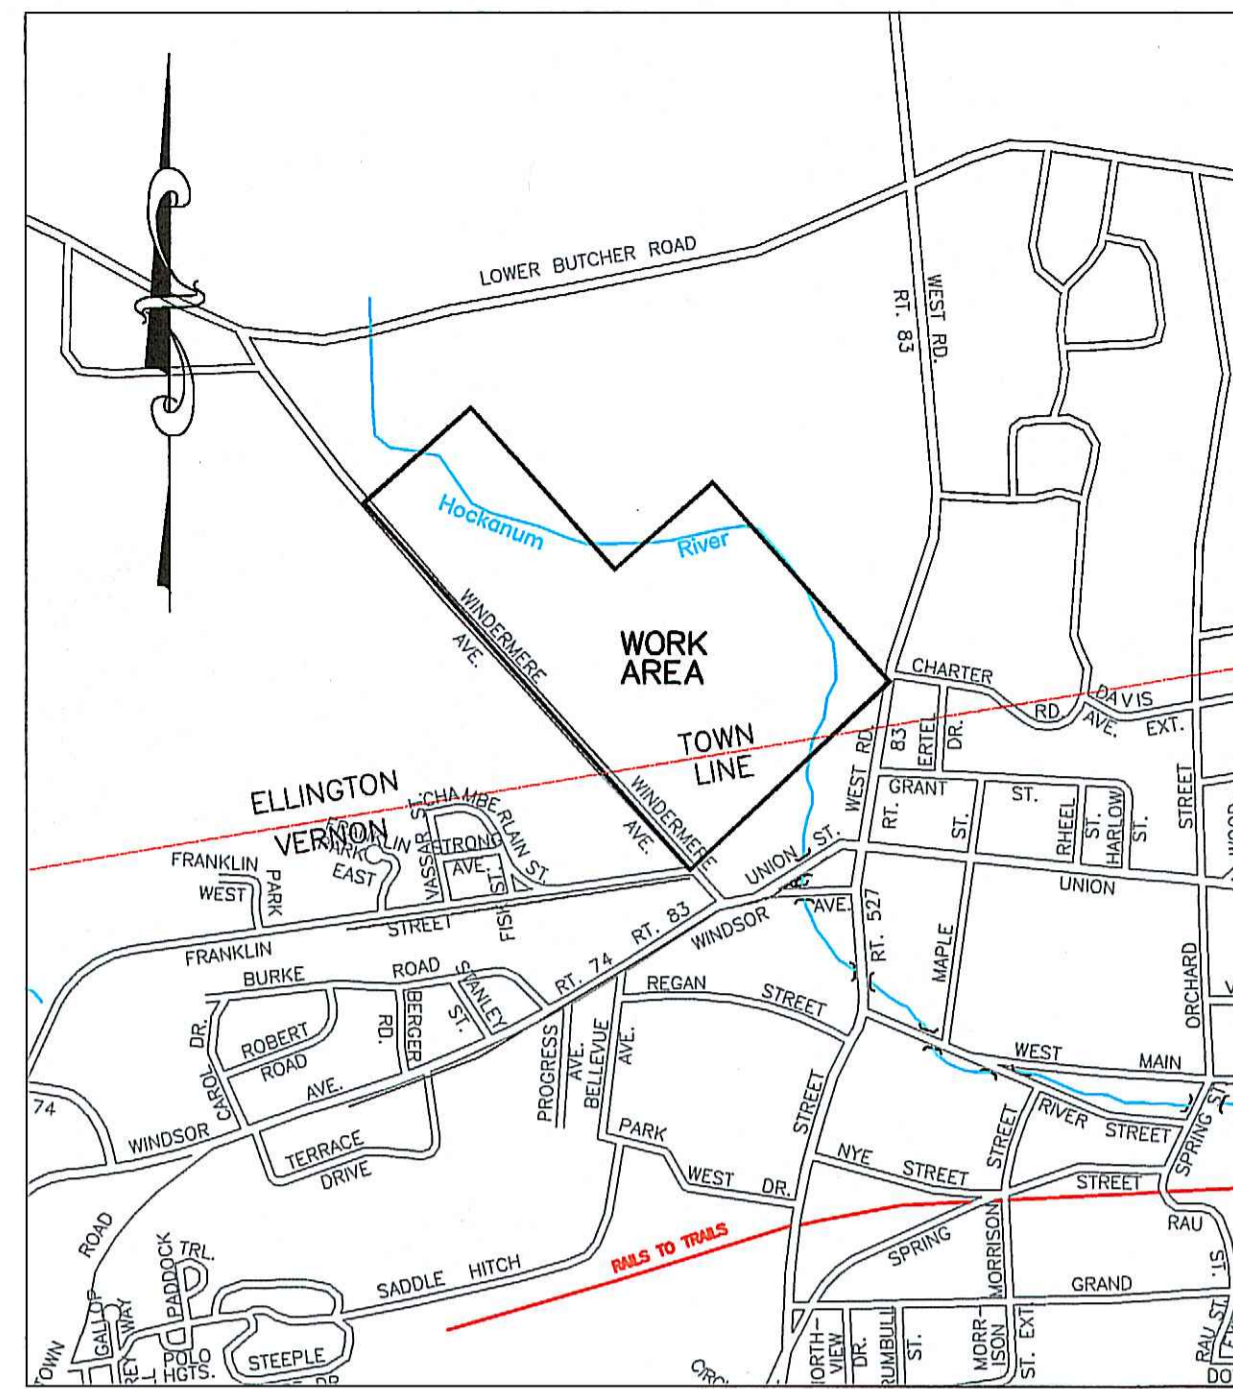 LOWER BUTCHER ROAD
WEST RD.
RT. 83
Hockanum
River
WINDERMERE
AVE.
WORK
AREA
TOWN
LINE
CHARTER
RD.
DAVIS
AVE.
EXT.
ERTEL
DR.
WEST RD.
RT. 83
ELLINGTON
VERNON
CHAMBERLAIN ST.
FRANKLIN
PARK
EAST
STRONG
AVE.
VASSAR ST.
WINDERMERE
AVE.
GRANT
ST.
RHEEL
ST.
HARLOW
ST.
STREET
FRANKLIN
WEST
PARK
UNION ST.
UNION
FRANKLIN
STREET
WINDSOR
AVE.
RT. 527
MAPLE
ST.
ORCHARD
BURKE
ROAD
STANLEY
ST.
RT. 74
RT. 83
REGAN
STREET
CAROL
DR.
ROBERT
ROAD
BERGER
RD.
PROGRESS
AVE.
BELLEVUE
AVE.
WEST
MAIN
74
WINDSOR
AVE.
TERRACE
DRIVE
PARK
WEST
DR.
STREET
NYE
STREET
STREET
RIVER
STREET
SPRING ST.
STREET
ROAD
PADDOCK
TRL.
SADDLE HITCH
RAILS TO TRAILS
SPRING
MORRISON
RAU
ST.
GRAND
GALLOP
WAY
POLO
HGTS.
STEEPLE
DR.
MORR-
ISON
ST. EXT.
ST.
RAU ST.
TOWN